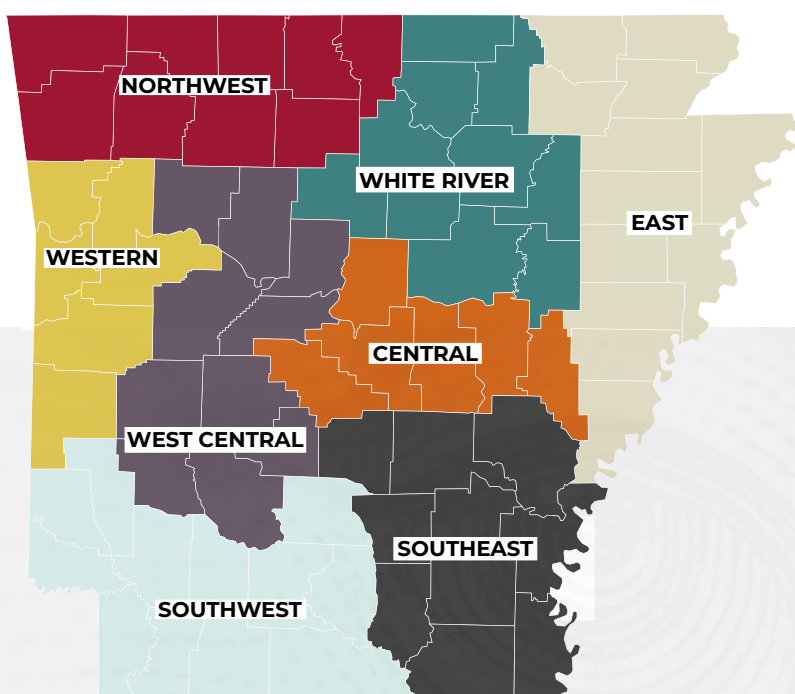 NORTHWEST
WHITE RIVER
EAST
WESTERN
CENTRAL
WEST CENTRAL
SOUTHEAST
SOUTHWEST